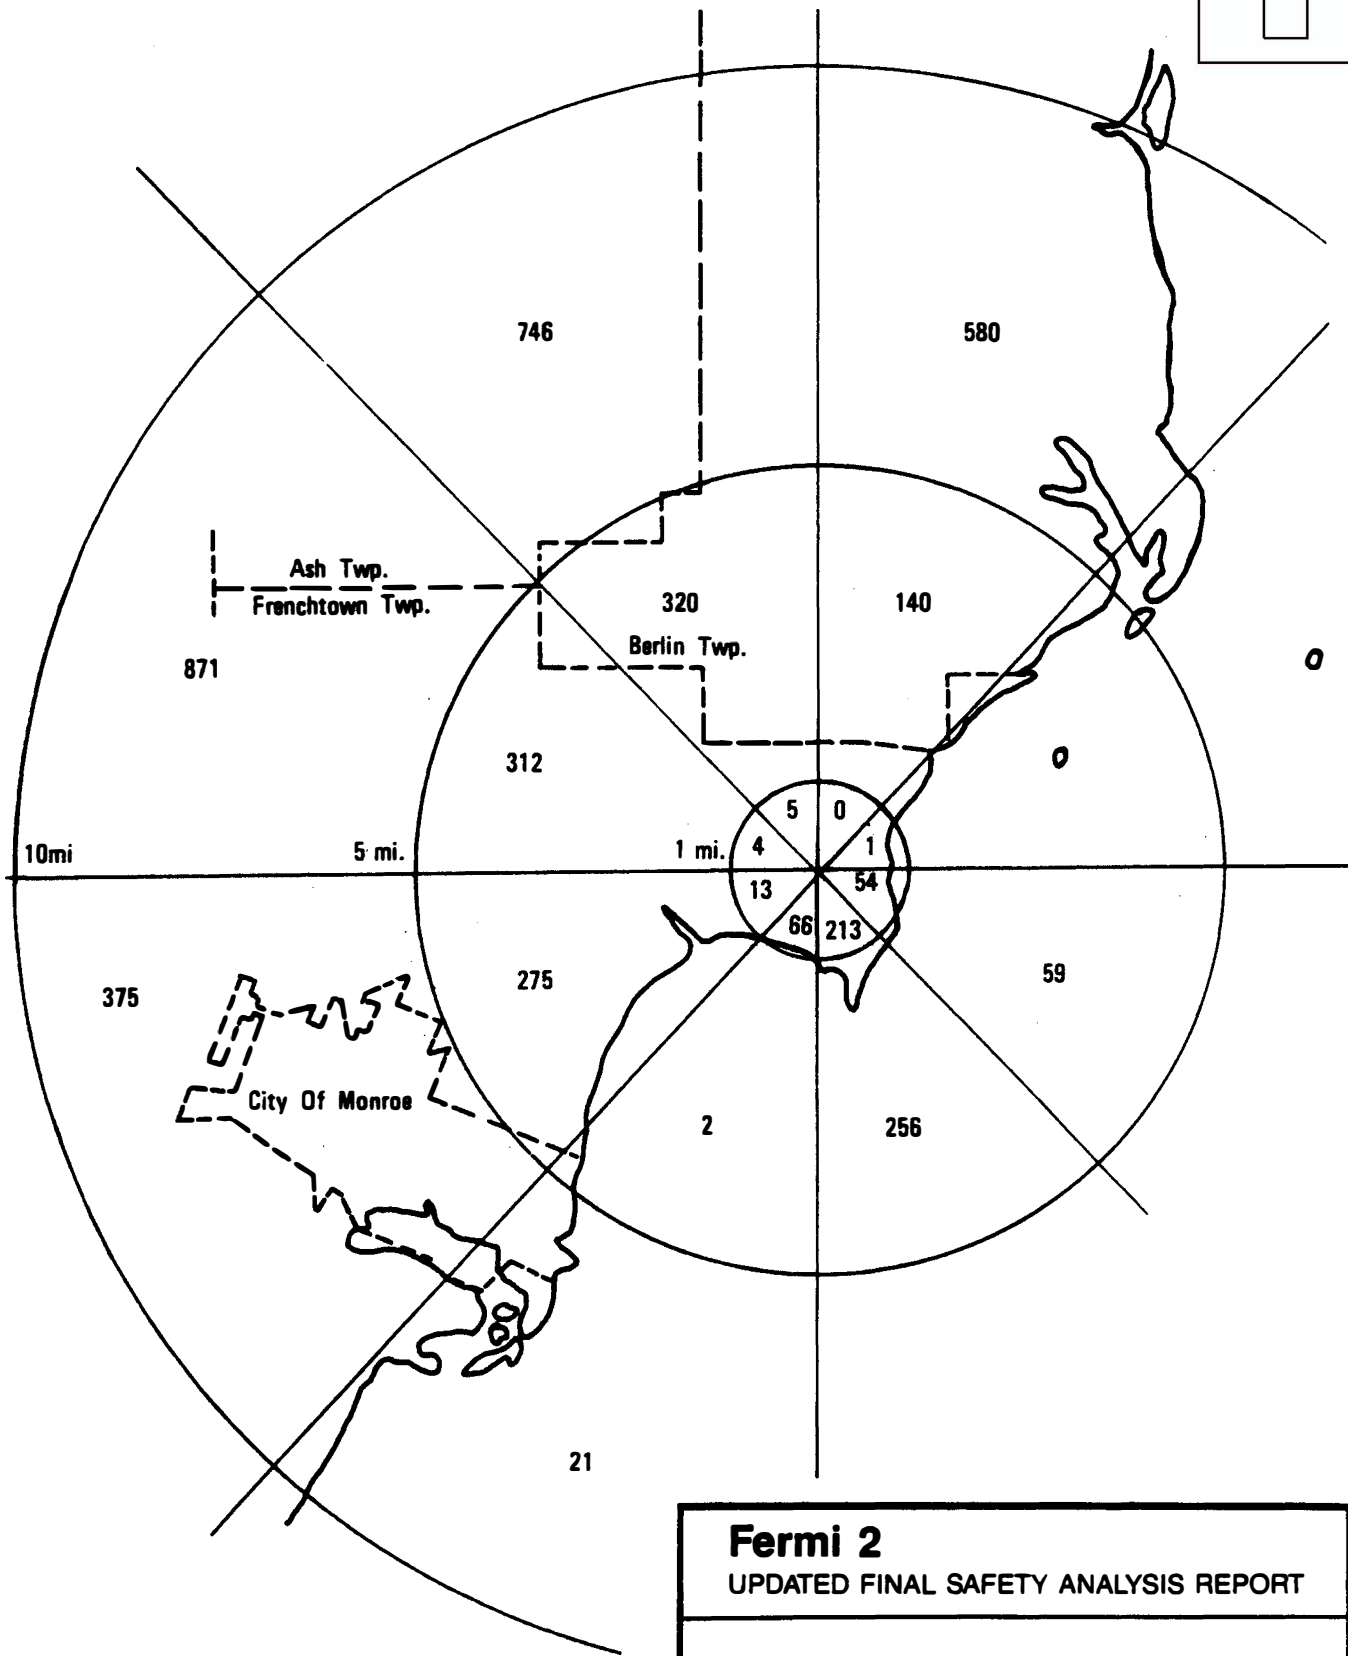 746
580
Ash Twp.
Frenchtown Twp.
320
140
Berlin Twp.
871
312
5
0
10mi
5 mi.
1 mi.
4
1
13
54
66
213
275
59
375
City Of Monroe
2
256
21
Fermi 2
UPDATED FINAL SAFETY ANALYSIS REPORT